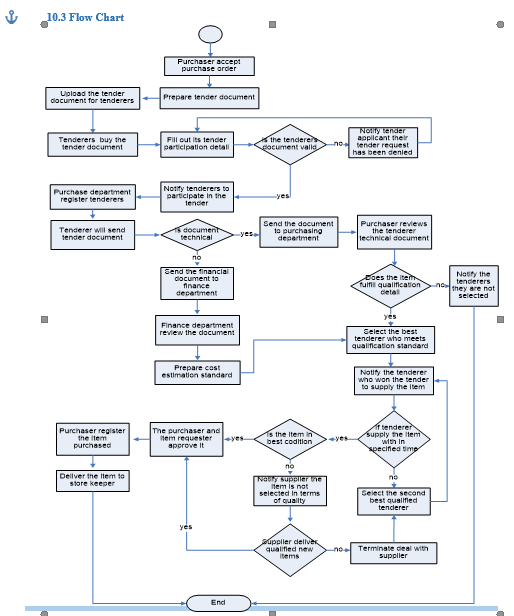 10.3 Flow Chart
Purchaser accept
purchase order
Prepare tender document
Upload the tender
document for tenderers
Tenderers buy the
tender document
Fill out its tender
participation detail
Is the tenderers
document valid
no
Notify tender
applicant their
tender request
has been denied
yes
Notify tenderers to
participate in the
tender
Purchase department
register tenderers
Tenderer will send
tender document
Is document
technical
yes
Send the document
to purchasing
department
Purchaser reviews
the tenderer
technical document
no
Send the financial
document to
finance
department
Does the item
fulfill qualification
detail
no
Notify the
tenderers
they are not
selected
yes
Finance department
review the document
Select the best
tenderer who meets
qualification standard
Prepare cost
estimation standard
Notify the tenderer
who won the tender
to supply the item
If tenderer
supply the item
with in
specified time
yes
Is the item in
best codition
yes
The purchaser and
item requester
approve it
Purchaser register
the item
purchased
Deliver the item to
store keeper
no
Notify supplier the
item is not
selected in terms
of quality
no
Select the second
best qualified
tenderer
yes
Supplier deliver
qualified new
items
no
Terminate deal with
supplier
End